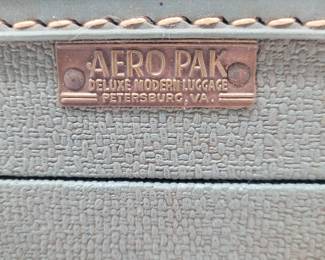 AERO PAK
DELUXE MODERN LUGGAGE
PETERSBURG, VA.